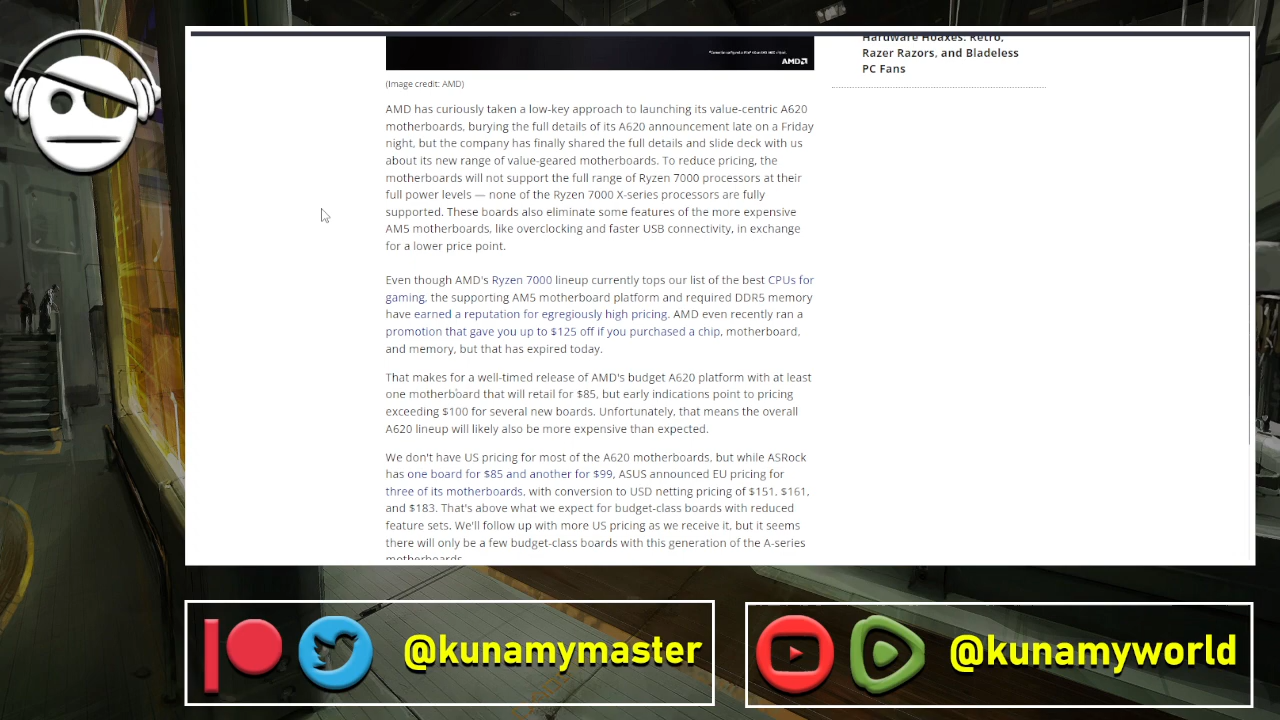 Hardware Hoaxes: Retro,
Razer Razors, and Bladeless
PC Fans
AMD
(Image credit: AMD)
AMD has curiously taken a low-key approach to launching its value-centric A620
motherboards, burying the full details of its A620 announcement late on a Friday
night, but the company has finally shared the full details and slide deck with us
about its new range of value-geared motherboards. To reduce pricing, the
motherboards will not support the full range of Ryzen 7000 processors at their
full power levels — none of the Ryzen 7000 X-series processors are fully
supported. These boards also eliminate some features of the more expensive
AM5 motherboards, like overclocking and faster USB connectivity, in exchange
for a lower price point.
Even though AMD's Ryzen 7000 lineup currently tops our list of the best CPUs for
gaming, the supporting AM5 motherboard platform and required DDR5 memory
have earned a reputation for egregiously high pricing. AMD even recently ran a
promotion that gave you up to $125 off if you purchased a chip, motherboard,
and memory, but that has expired today.
That makes for a well-timed release of AMD's budget A620 platform with at least
one motherboard that will retail for $85, but early indications point to pricing
exceeding $100 for several new boards. Unfortunately, that means the overall
A620 lineup will likely also be more expensive than expected.
We don't have US pricing for most of the A620 motherboards, but while ASRock
has one board for $85 and another for $99, ASUS announced EU pricing for
three of its motherboards, with conversion to USD netting pricing of $151, $161,
and $183. That's above what we expect for budget-class boards with reduced
feature sets. We'll follow up with more US pricing as we receive it, but it seems
there will only be a few budget-class boards with this generation of the A-series
motherboards.
@kunamymaster
@kunamyworld